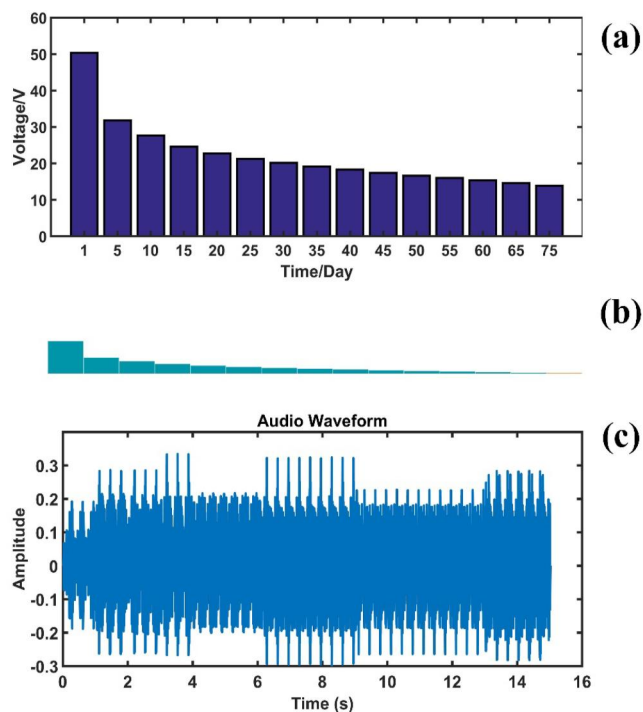 (a)
60
50
40
30
20
10
0
Voltage/V
1 5 10 15 20 25 30 35 40 45 50 55 60 65 75
Time/Day
(b)
(c)
Audio Waveform
0.3
0.2
0.1
0
-0.1
-0.2
-0.3
Amplitude
0 2 4 6 8 10 12 14 16
Time (s)